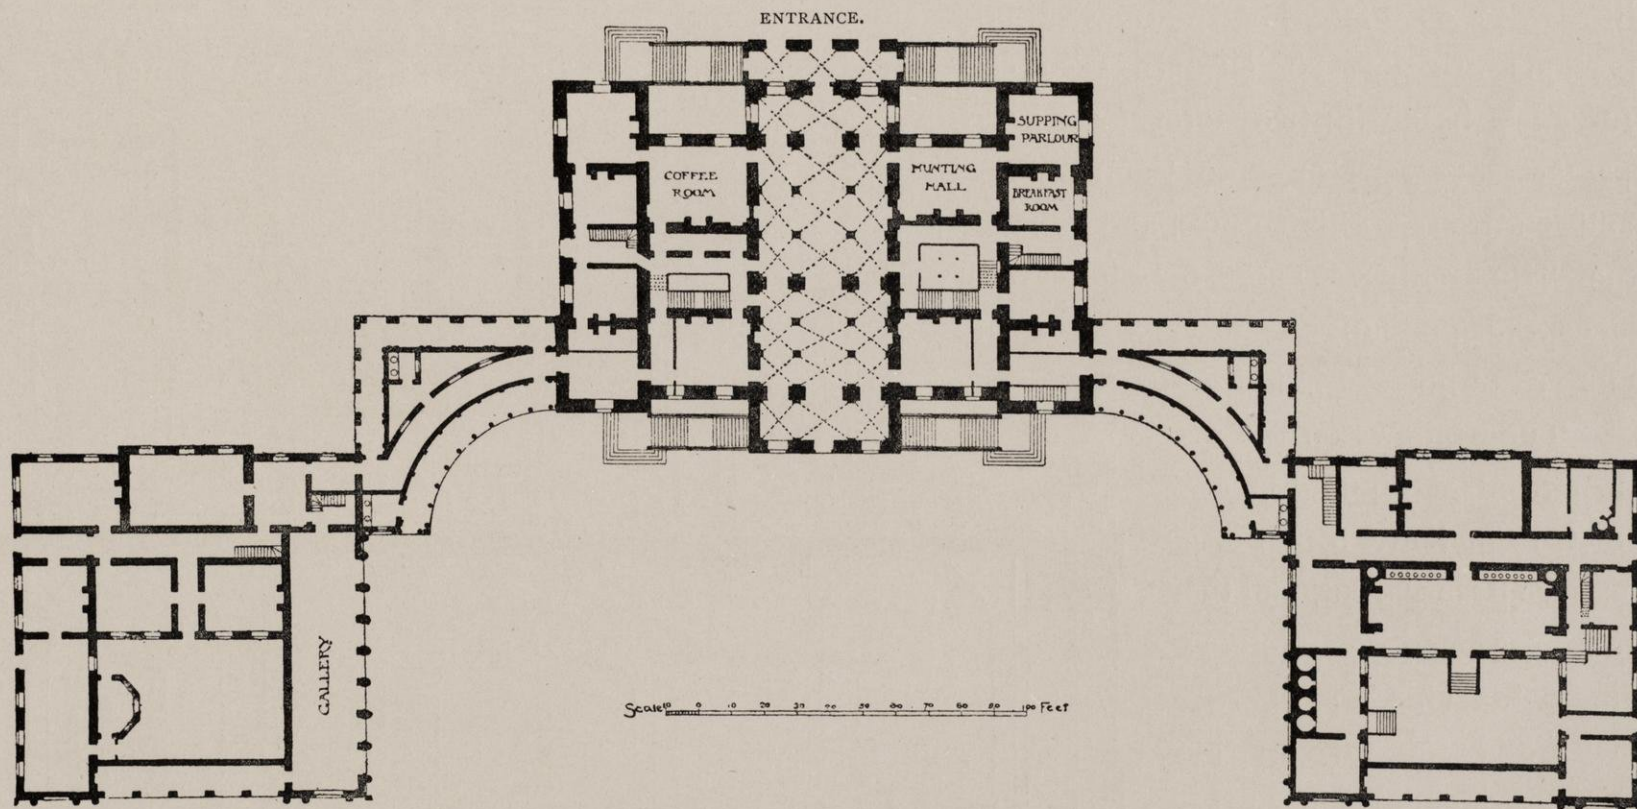 ENTRANCE.
SUPPING
PARLOUR
COFFEE
ROOM
HUNTING
HALL
BREAKFAST
ROOM
GALLERY
Scale 10 0 10 20 30 40 50 60 70 80 90 100 Feet